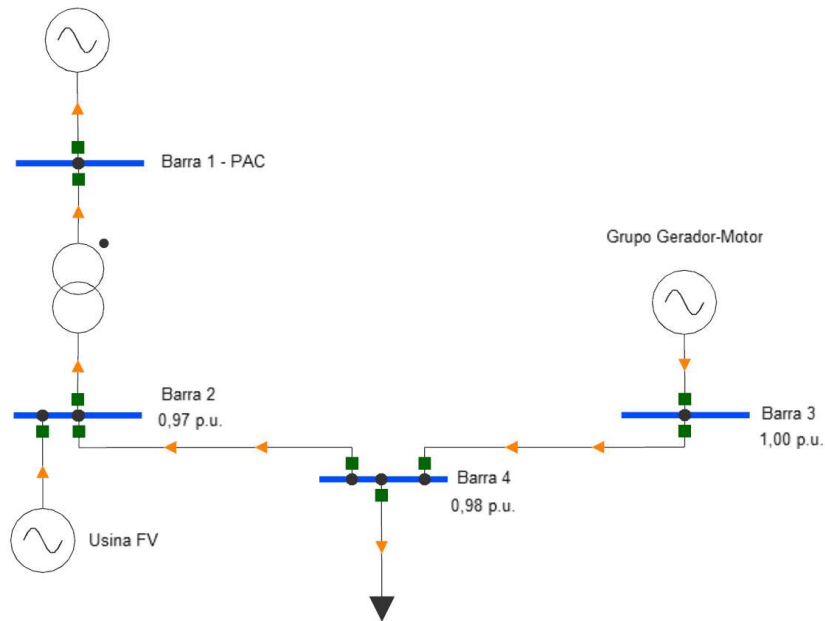 Barra 1 - PAC
Grupo Gerador-Motor
Barra 2
0,97 p.u.
Barra 3
1,00 p.u.
Barra 4
0,98 p.u.
Usina FV